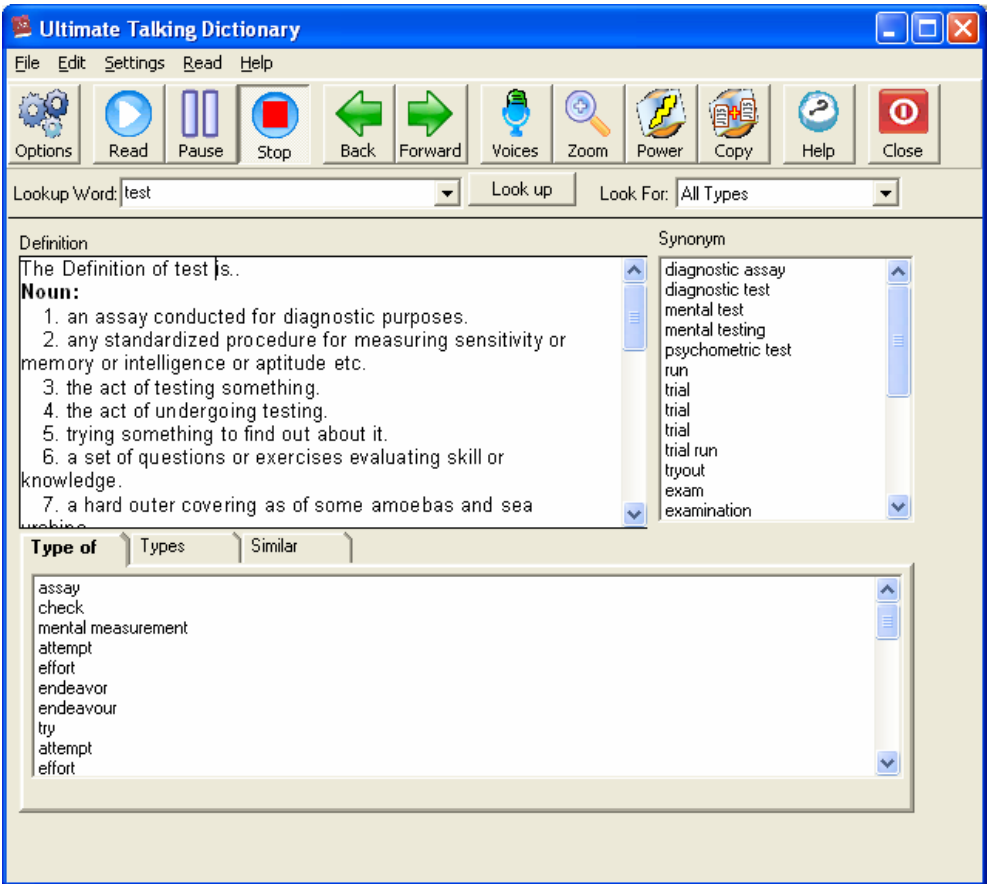 Ultimate Talking Dictionary
File Edit Settings Read Help
Options Read Pause Stop Back Forward Voices Zoom Power Copy Help Close
Lookup Word: test Look up Look For: All Types
Definition
The Definition of test is..
Noun:
1. an assay conducted for diagnostic purposes.
2. any standardized procedure for measuring sensitivity or
memory or intelligence or aptitude etc.
3. the act of testing something.
4. the act of undergoing testing.
5. trying something to find out about it.
6. a set of questions or exercises evaluating skill or
knowledge.
7. a hard outer covering as of some amoebas and sea
Synonym
diagnostic assay
diagnostic test
mental test
mental testing
psychometric test
run
trial
trial
trial
trial run
tryout
exam
examination
Type of Types Similar
assay
check
mental measurement
attempt
effort
endeavor
endeavour
try
attempt
effort